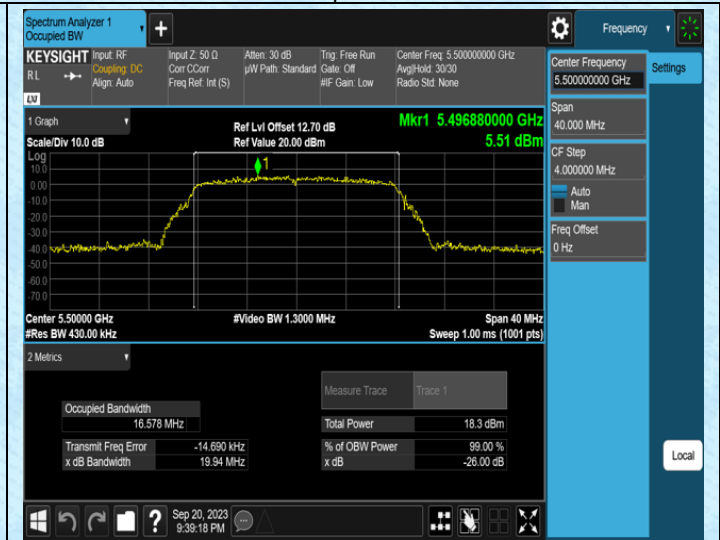 Spectrum Analyzer 1
Occupied BW
Frequency
KEYSIGHT
RL
Input: RF
Coupling: DC
Align: Auto
Input Z: 50 Ω
Corr CCorr
Freq Ref: Int (S)
Atten: 30 dB
µW Path: Standard
Trig: Free Run
Gate: Off
#IF Gain: Low
Center Freq: 5.500000000 GHz
Avg|Hold: 30/30
Radio Std: None
LXI
Center Frequency
5.500000000 GHz
Settings
Span
40.000 MHz
CF Step
4.000000 MHz
Auto
Man
Freq Offset
0 Hz
1 Graph
Scale/Div 10.0 dB
Ref Lvl Offset 12.70 dB
Ref Value 20.00 dBm
Mkr1 5.496880000 GHz
5.51 dBm
Log
10.0
0.00
-10.0
-20.0
-30.0
-40.0
-50.0
-60.0
-70.0
1
Center 5.50000 GHz
#Res BW 430.00 kHz
#Video BW 1.3000 MHz
Span 40 MHz
Sweep 1.00 ms (1001 pts)
2 Metrics
Measure Trace Trace 1
Occupied Bandwidth
16.578 MHz
Total Power 18.3 dBm
Transmit Freq Error -14.690 kHz
% of OBW Power 99.00 %
x dB Bandwidth 19.94 MHz
x dB -26.00 dB
Local
?
Sep 20, 2023
9:39:18 PM